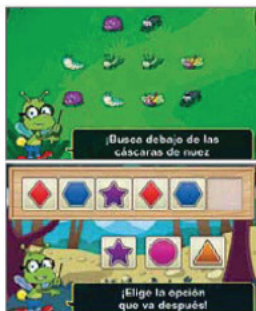 ¡Busca debajo de las
cáscaras de nuez
¡Elige la opción
que va después!